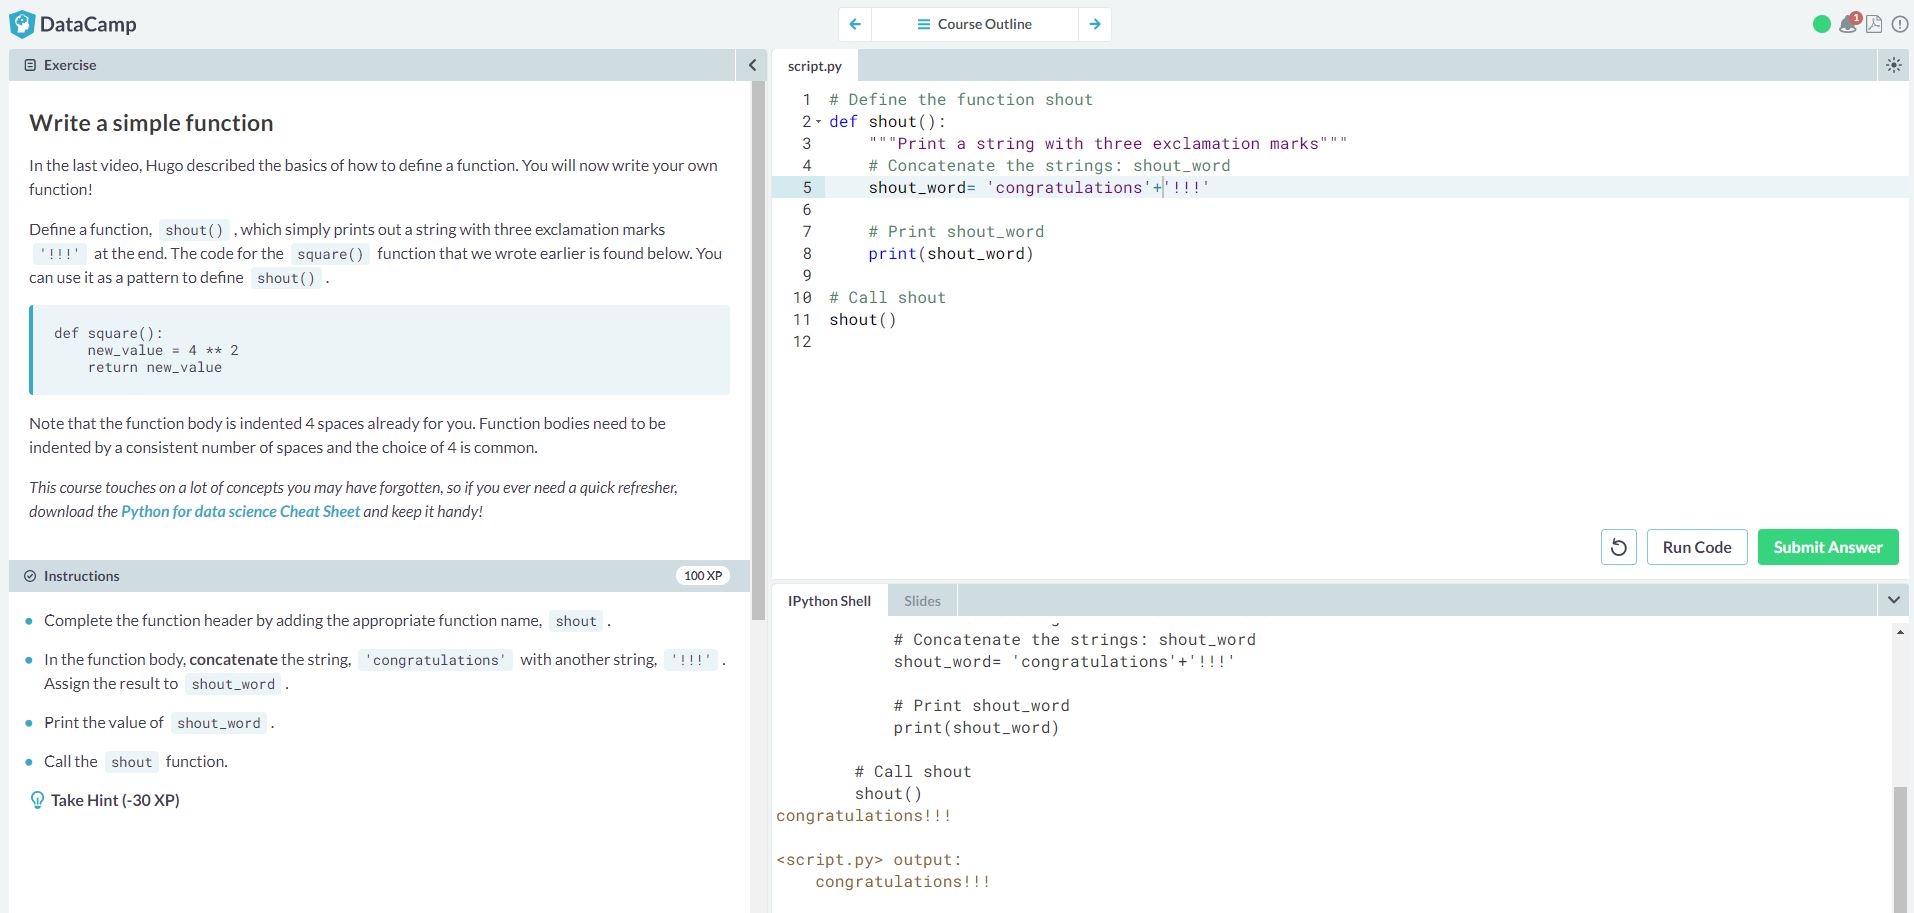 DataCamp
Course Outline
1
Exercise
Write a simple function
In the last video, Hugo described the basics of how to define a function. You will now write your own
function!
Define a function, shout() , which simply prints out a string with three exclamation marks
'!!!' at the end. The code for the square() function that we wrote earlier is found below. You
can use it as a pattern to define shout() .
def square():
    new_value = 4 ** 2
    return new_value
Note that the function body is indented 4 spaces already for you. Function bodies need to be
indented by a consistent number of spaces and the choice of 4 is common.
This course touches on a lot of concepts you may have forgotten, so if you ever need a quick refresher,
download the Python for data science Cheat Sheet and keep it handy!
Instructions
100 XP
Complete the function header by adding the appropriate function name, shout .
In the function body, concatenate the string, 'congratulations' with another string, '!!!' .
Assign the result to shout_word .
Print the value of shout_word .
Call the shout function.
Take Hint (-30 XP)
script.py
1 # Define the function shout
2 def shout():
3     """Print a string with three exclamation marks"""
4     # Concatenate the strings: shout_word
5     shout_word= 'congratulations'+'!!!'
6
7     # Print shout_word
8     print(shout_word)
9
10 # Call shout
11 shout()
12
Run Code
Submit Answer
IPython Shell
Slides
# Concatenate the strings: shout_word
shout_word= 'congratulations'+'!!!'
# Print shout_word
print(shout_word)
# Call shout
shout()
congratulations!!!
<script.py> output:
    congratulations!!!